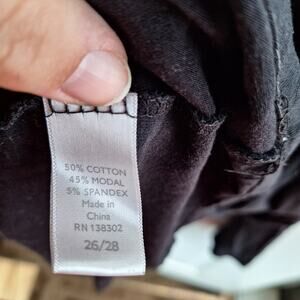 50% COTTON
45% MODAL
5% SPANDEX
Made in
China
RN 138302
26/28